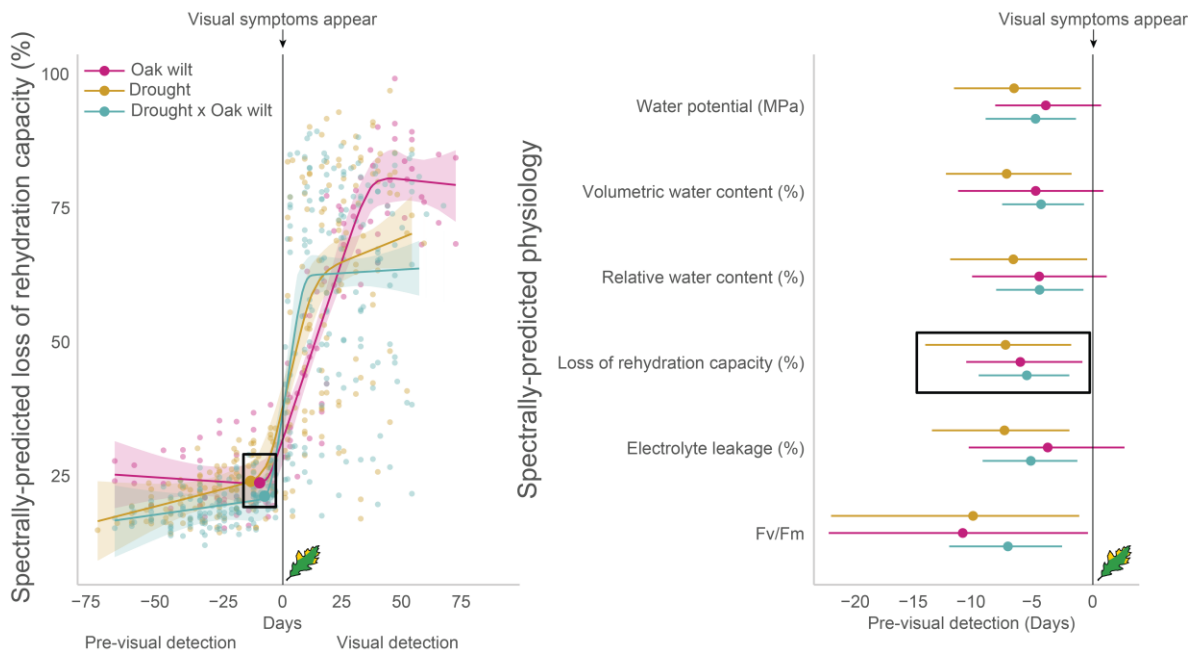 Visual symptoms appear
Spectrally-predicted loss of rehydration capacity (%)
Oak wilt
Drought
Drought x Oak wilt
100
75
50
25
−75
−50
−25
0
25
50
75
Days
Pre-visual detection
Visual detection
Visual symptoms appear
Spectrally-predicted physiology
Water potential (MPa)
Volumetric water content (%)
Relative water content (%)
Loss of rehydration capacity (%)
Electrolyte leakage (%)
Fv/Fm
−20
−15
−10
−5
0
Pre-visual detection (Days)